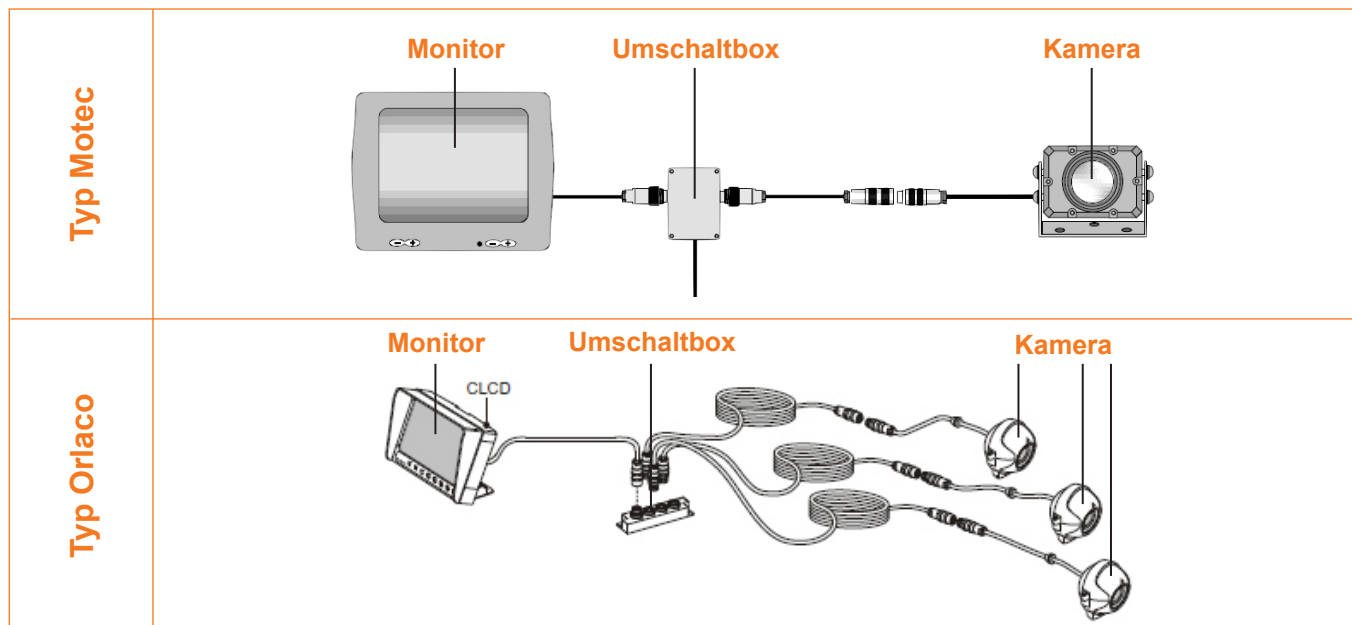 Typ Motec
Monitor
Umschaltbox
Kamera
Typ Orlaco
Monitor
Umschaltbox
Kamera
CLCD